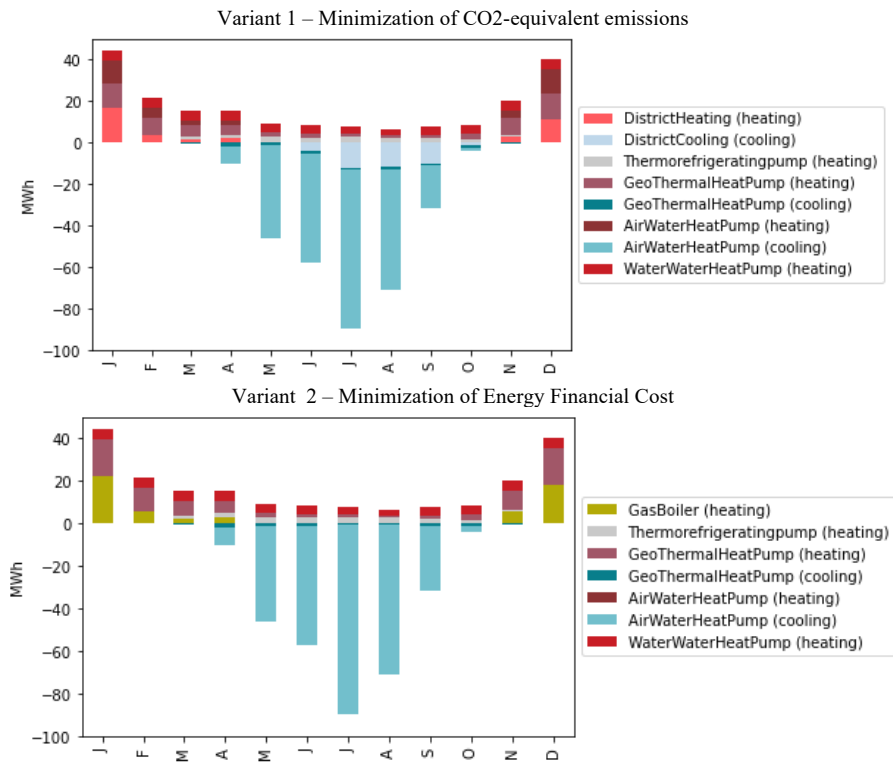 Variant 1 – Minimization of CO2-equivalent emissions
40
20
0
−20
−40
−60
−80
−100
MWh
J
F
M
A
M
J
J
A
S
O
N
D
DistrictHeating (heating)
DistrictCooling (cooling)
Thermorefrigeratingpump (heating)
GeoThermalHeatPump (heating)
GeoThermalHeatPump (cooling)
AirWaterHeatPump (heating)
AirWaterHeatPump (cooling)
WaterWaterHeatPump (heating)
Variant 2 – Minimization of Energy Financial Cost
40
20
0
−20
−40
−60
−80
−100
MWh
J
F
M
A
M
J
J
A
S
O
N
D
GasBoiler (heating)
Thermorefrigeratingpump (heating)
GeoThermalHeatPump (heating)
GeoThermalHeatPump (cooling)
AirWaterHeatPump (heating)
AirWaterHeatPump (cooling)
WaterWaterHeatPump (heating)